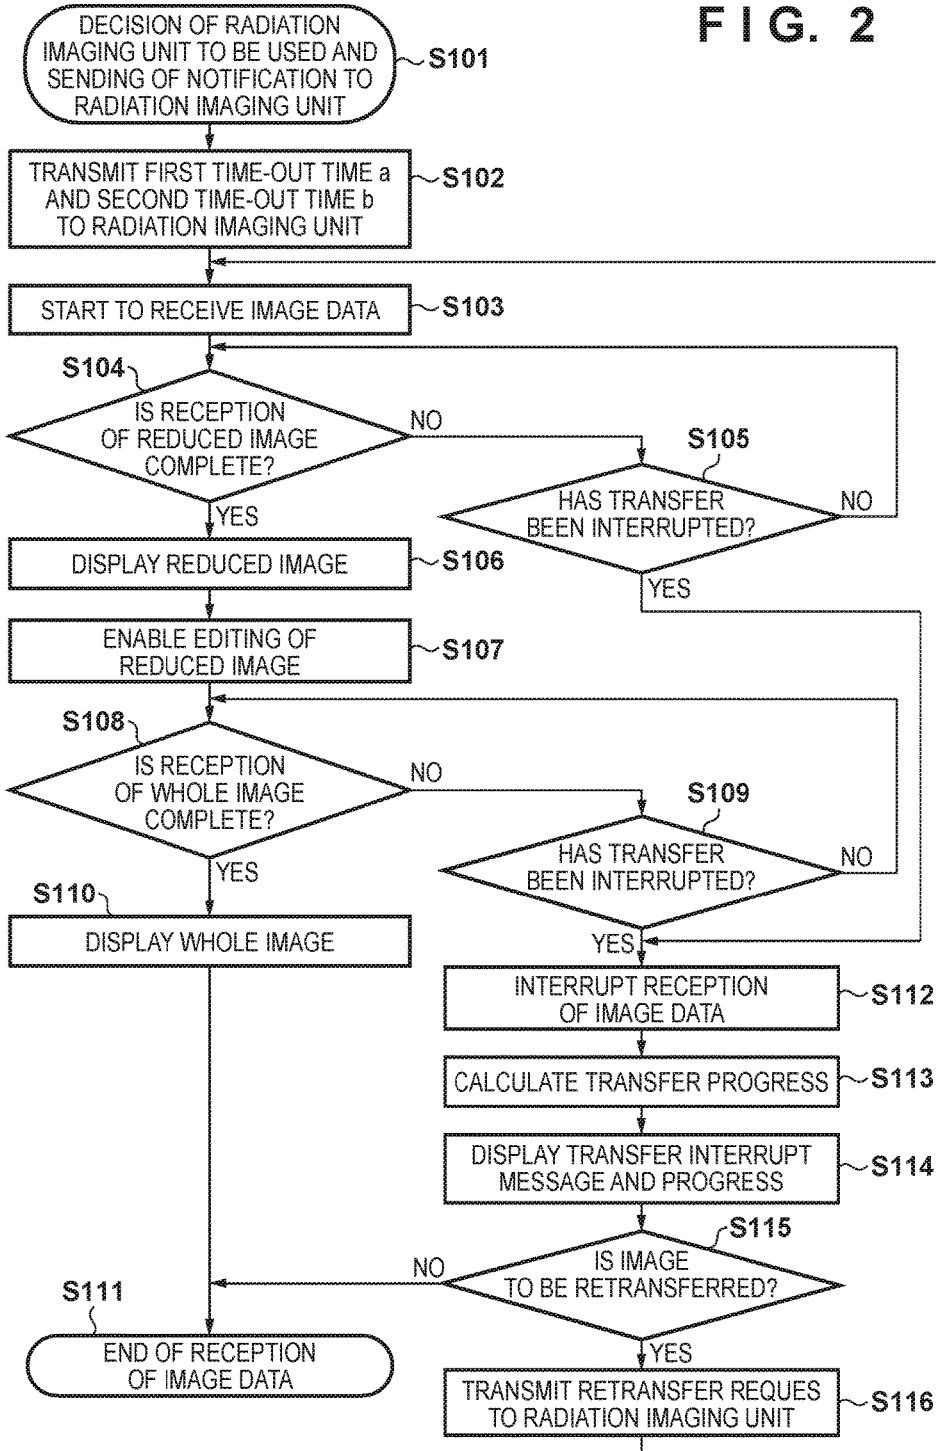 FIG. 2
DECISION OF RADIATION
IMAGING UNIT TO BE USED AND
SENDING OF NOTIFICATION TO
RADIATION IMAGING UNIT
S101
TRANSMIT FIRST TIME-OUT TIME a
AND SECOND TIME-OUT TIME b
TO RADIATION IMAGING UNIT
S102
START TO RECEIVE IMAGE DATA
S103
S104
IS RECEPTION
OF REDUCED IMAGE
COMPLETE?
NO
YES
S105
HAS TRANSFER
BEEN INTERRUPTED?
NO
YES
DISPLAY REDUCED IMAGE
S106
ENABLE EDITING OF
REDUCED IMAGE
S107
S108
IS RECEPTION
OF WHOLE IMAGE
COMPLETE?
NO
YES
S109
HAS TRANSFER
BEEN INTERRUPTED?
NO
YES
S110
DISPLAY WHOLE IMAGE
INTERRUPT RECEPTION
OF IMAGE DATA
S112
CALCULATE TRANSFER PROGRESS
S113
DISPLAY TRANSFER INTERRUPT
MESSAGE AND PROGRESS
S114
S115
IS IMAGE
TO BE RETRANSFERRED?
NO
YES
S111
END OF RECEPTION
OF IMAGE DATA
TRANSMIT RETRANSFER REQUES
TO RADIATION IMAGING UNIT
S116